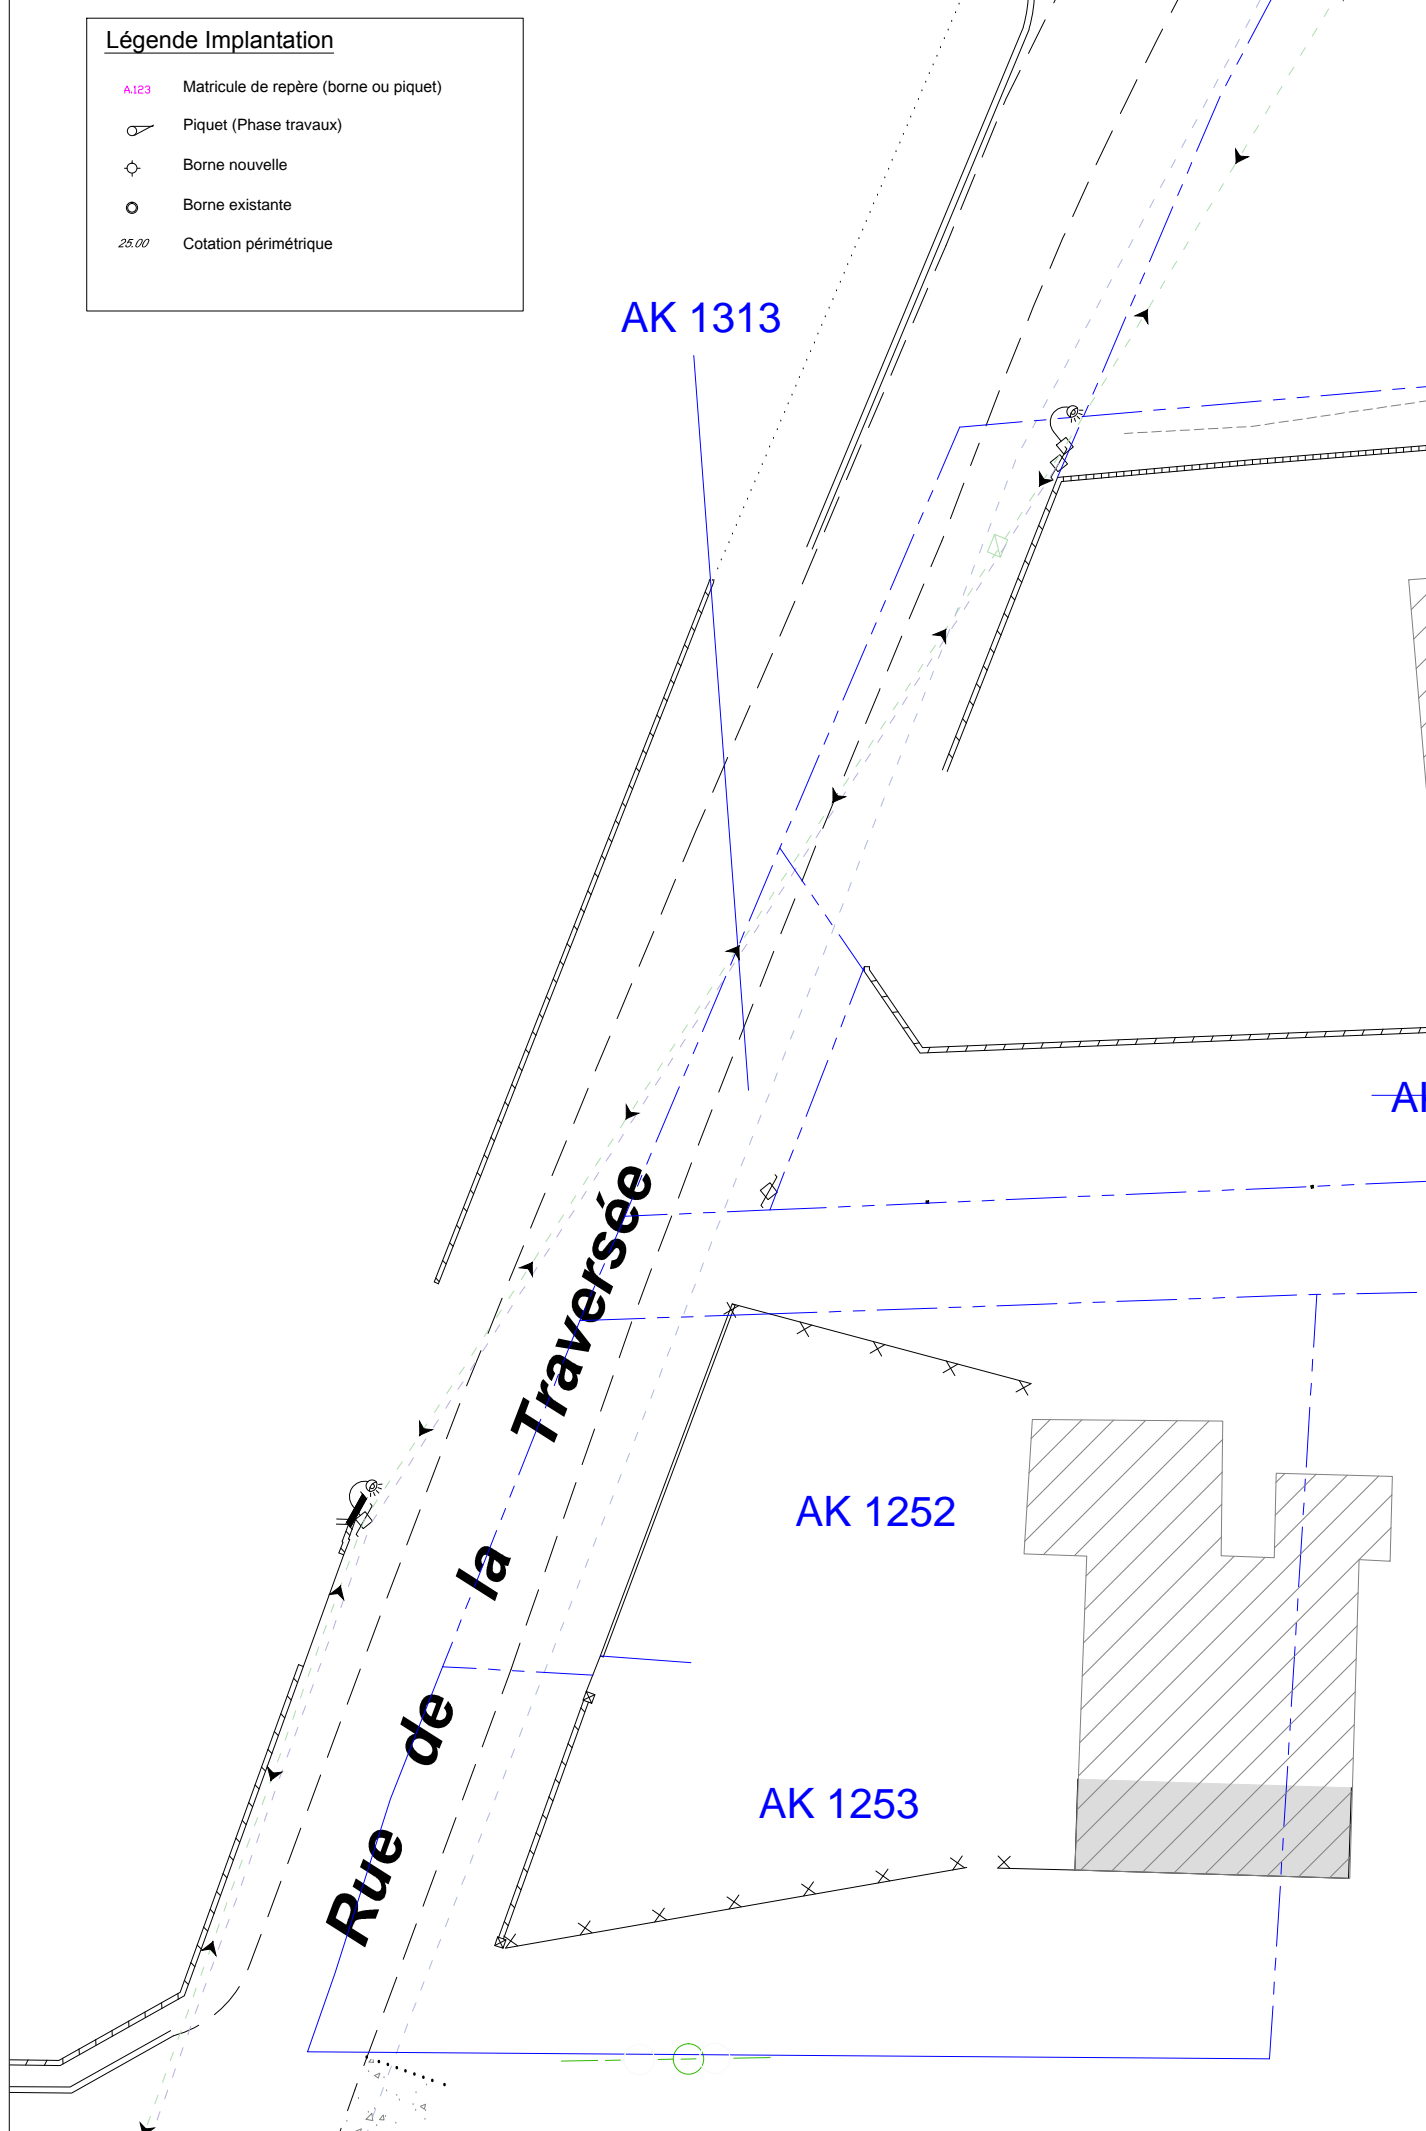 Légende Implantation
A.123 Matricule de repère (borne ou piquet)
Piquet (Phase travaux)
Borne nouvelle
Borne existante
25.00 Cotation périmétrique
AK 1313
Rue de la Traversée
AK 1252
AK 1253